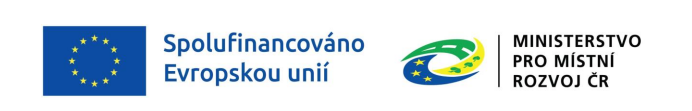 Spolufinancováno
Evropskou unií
MINISTERSTVO
PRO MÍSTNÍ
ROZVOJ ČR